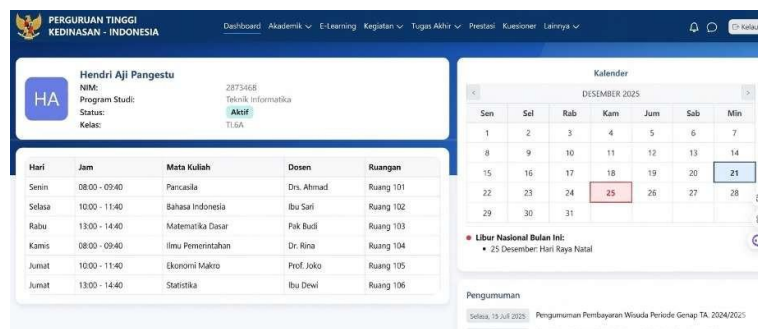 PERGURUAN TINGGI
KEDINASAN - INDONESIA
Dashboard Akademik E-Learning Kegiatan Tugas Akhir Prestasi Kuesioner Lainnya
HA
Hendri Aji Pangestu
NIM: 2873468
Program Studi: Teknik Informatika
Status: Aktif
Kelas: TI.6A
Hari Jam Mata Kuliah Dosen Ruangan
Senin 08:00 - 09:40 Pancasila Drs. Ahmad Ruang 101
Selasa 10:00 - 11:40 Bahasa Indonesia Ibu Sari Ruang 102
Rabu 13:00 - 14:40 Matematika Dasar Pak Budi Ruang 103
Kamis 08:00 - 09:40 Ilmu Pemerintahan Dr. Rina Ruang 104
Jumat 10:00 - 11:40 Ekonomi Makro Prof. Joko Ruang 105
Jumat 13:00 - 14:40 Statistika Ibu Dewi Ruang 106
Kalender
< DESEMBER 2025 >
Sen Sel Rab Kam Jum Sab Min
1 2 3 4 5 6 7
8 9 10 11 12 13 14
15 16 17 18 19 20 21
22 23 24 25 26 27 28
29 30 31
Libur Nasional Bulan Ini:
• 25 Desember: Hari Raya Natal
Pengumuman
Selasa, 15 Juli 2025 Pengumuman Pembayaran Wisuda Periode Genap TA. 2024/2025